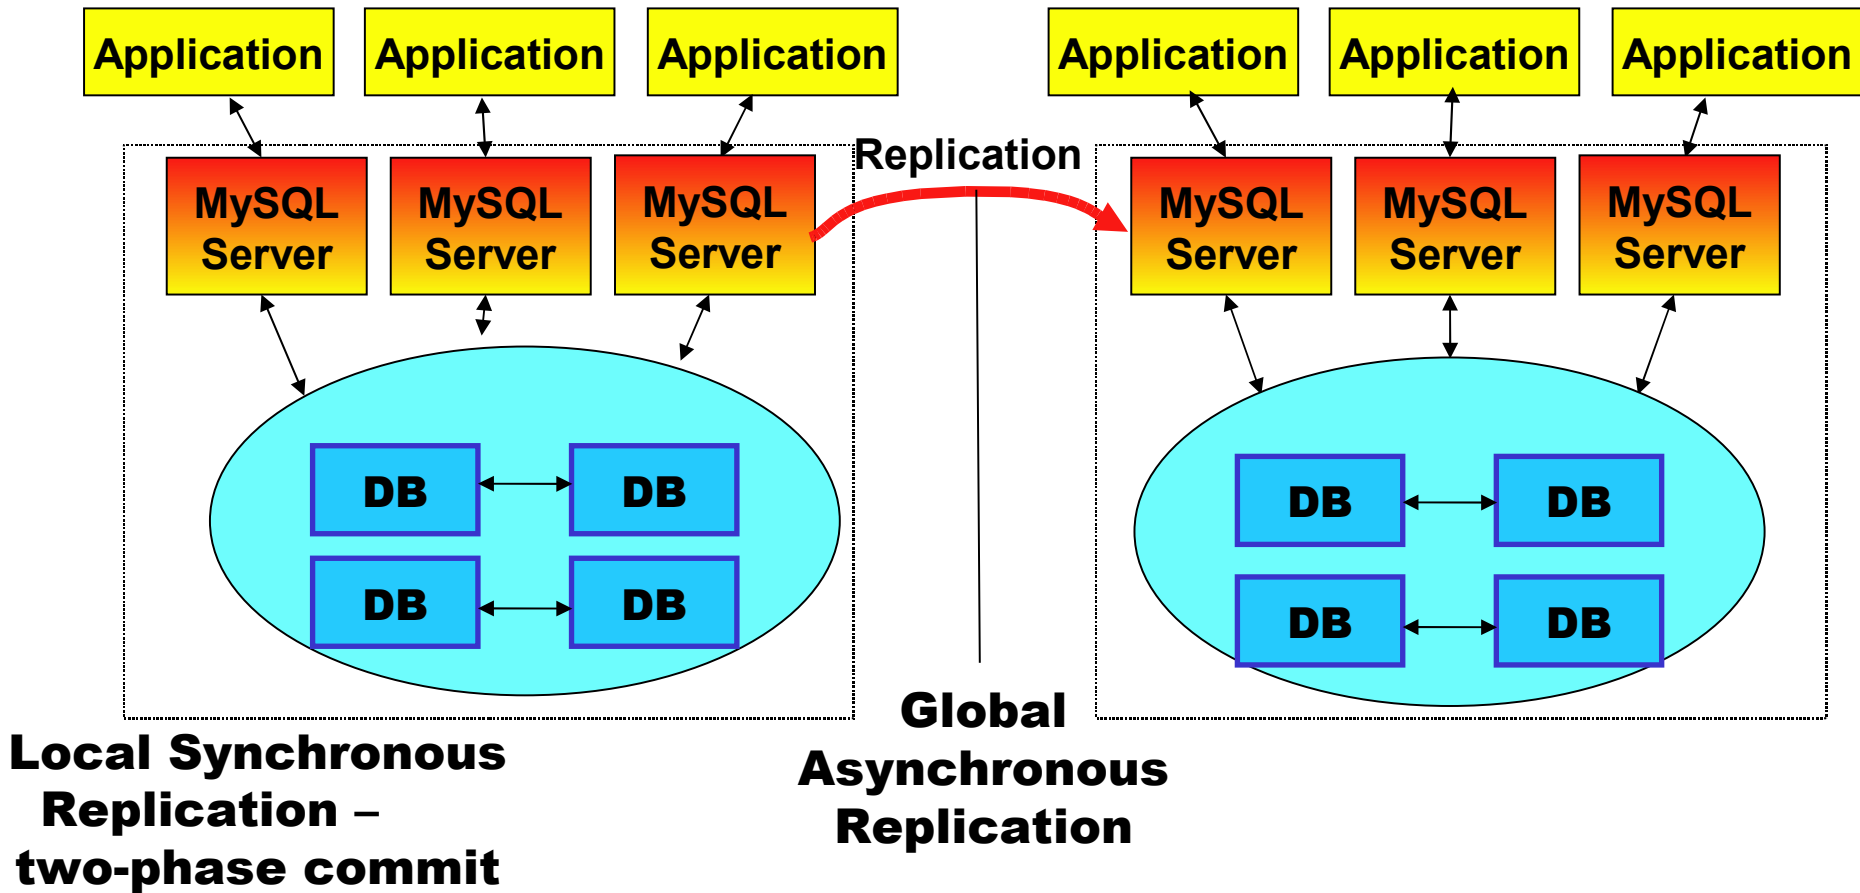 Application
Application
Application
Application
Application
Application
Replication
MySQL
Server
MySQL
Server
MySQL
Server
MySQL
Server
MySQL
Server
MySQL
Server
DB
DB
DB
DB
DB
DB
DB
DB
Local Synchronous
Replication –
two-phase commit
Global
Asynchronous
Replication